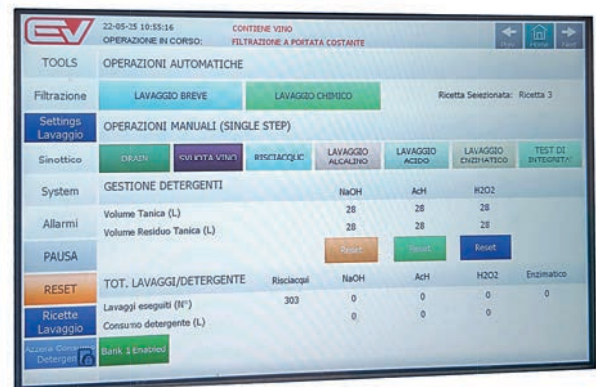 EV
22-05-25 10:55:16
CONTIENE VINO
OPERAZIONE IN CORSO:
FILTRAZIONE A PORTATA COSTANTE
Prev
Home
Next
TOOLS
OPERAZIONI AUTOMATICHE
Filtrazione
LAVAGGIO BREVE
LAVAGGIO CHIMICO
Ricetta Selezionata: Ricetta 3
Settings Lavaggio
OPERAZIONI MANUALI (SINGLE STEP)
Sinottico
DRAIN
SVUOTA VINO
RISCIACQUI
LAVAGGIO ALCALINO
LAVAGGIO ACIDO
LAVAGGIO ENZIMATICO
TEST DI INTEGRITA'
System
GESTIONE DETERGENTI
NaOH
AcH
H2O2
Allarmi
Volume Tanica (L)
28
28
28
Volume Residuo Tanica (L)
28
28
28
PAUSA
Reset
Reset
Reset
RESET
TOT. LAVAGGI/DETERGENTE
Risciacqui
NaOH
AcH
H2O2
Enzimatico
Lavaggi eseguiti (N°)
303
0
0
0
0
Ricette Lavaggio
Consumo detergente (L)
0
0
0
Azzera
Detergen
Bank 1 Enabled